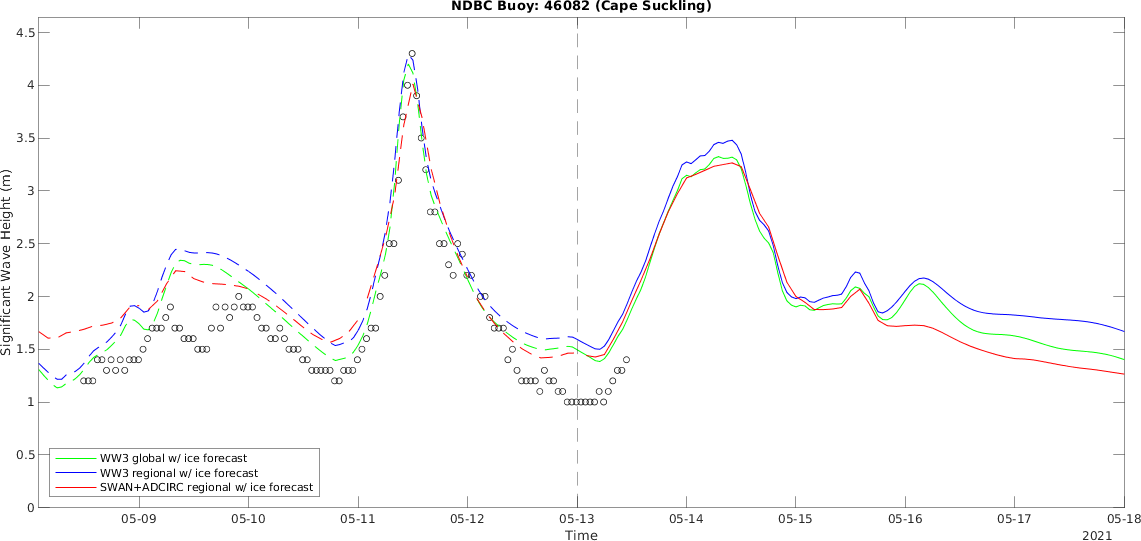 NDBC Buoy: 46082 (Cape Suckling)
4.5
4
3.5
3
2.5
2
1.5
1
0.5
0
Significant Wave Height (m)
WW3 global w/ ice forecast
WW3 regional w/ ice forecast
SWAN+ADCIRC regional w/ ice forecast
05-09 05-10 05-11 05-12 05-13 05-14 05-15 05-16 05-17 05-18
Time
2021